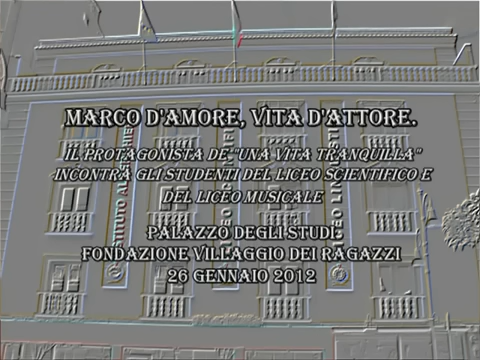 MARCO D'AMORE, VITA D'ATTORE.
IL PROTAGONISTA DE "UNA VITA TRANQUILLA"
INCONTRA GLI STUDENTI DEL LICEO SCIENTIFICO E
DEL LICEO MUSICALE
PALAZZO DEGLI STUDI
FONDAZIONE VILLAGGIO DEI RAGAZZI
26 GENNAIO 2012